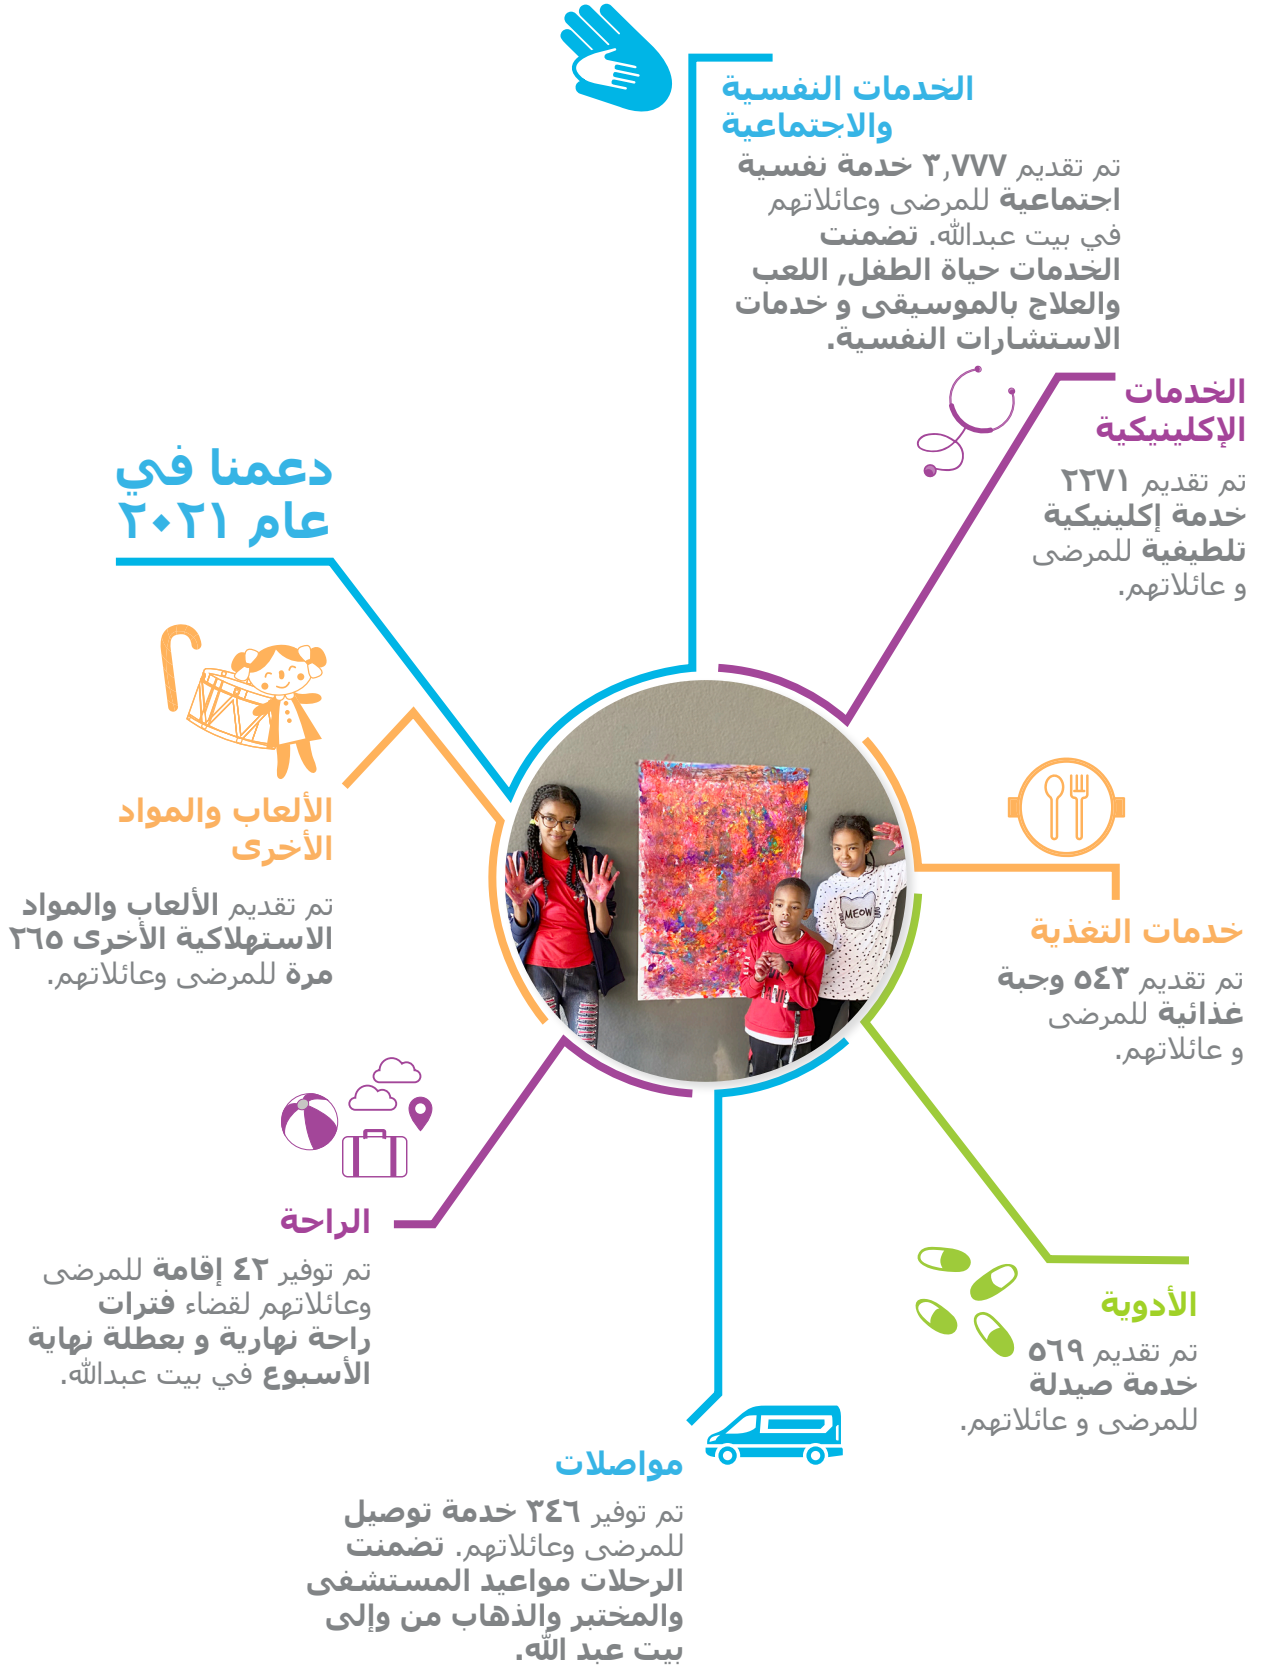 الخدمات النفسية
والاجتماعية
تم تقديم ٣,٧٧٧ خدمة نفسية
اجتماعية للمرضى وعائلاتهم
في بيت عبدالله. تضمنت
الخدمات حياة الطفل, اللعب
والعلاج بالموسيقى و خدمات
الاستشارات النفسية.
الخدمات
الإكلينيكية
تم تقديم ٢٢٧١
خدمة إكلينيكية
تلطيفية للمرضى
و عائلاتهم.
دعمنا في
عام ٢٠٢١
الألعاب والمواد
الأخرى
تم تقديم الألعاب والمواد
الاستهلاكية الأخرى ٢٦٥
مرة للمرضى وعائلاتهم.
MEOW
خدمات التغذية
تم تقديم ٥٤٣ وجبة
غذائية للمرضى
و عائلاتهم.
الراحة
تم توفير ٤٢ إقامة للمرضى
وعائلاتهم لقضاء فترات
راحة نهارية و بعطلة نهاية
الأسبوع في بيت عبدالله.
الأدوية
تم تقديم ٥٦٩
خدمة صيدلة
للمرضى و عائلاتهم.
مواصلات
تم توفير ٣٤٦ خدمة توصيل
للمرضى وعائلاتهم. تضمنت
الرحلات مواعيد المستشفى
والمختبر والذهاب من وإلى
بيت عبد الله.